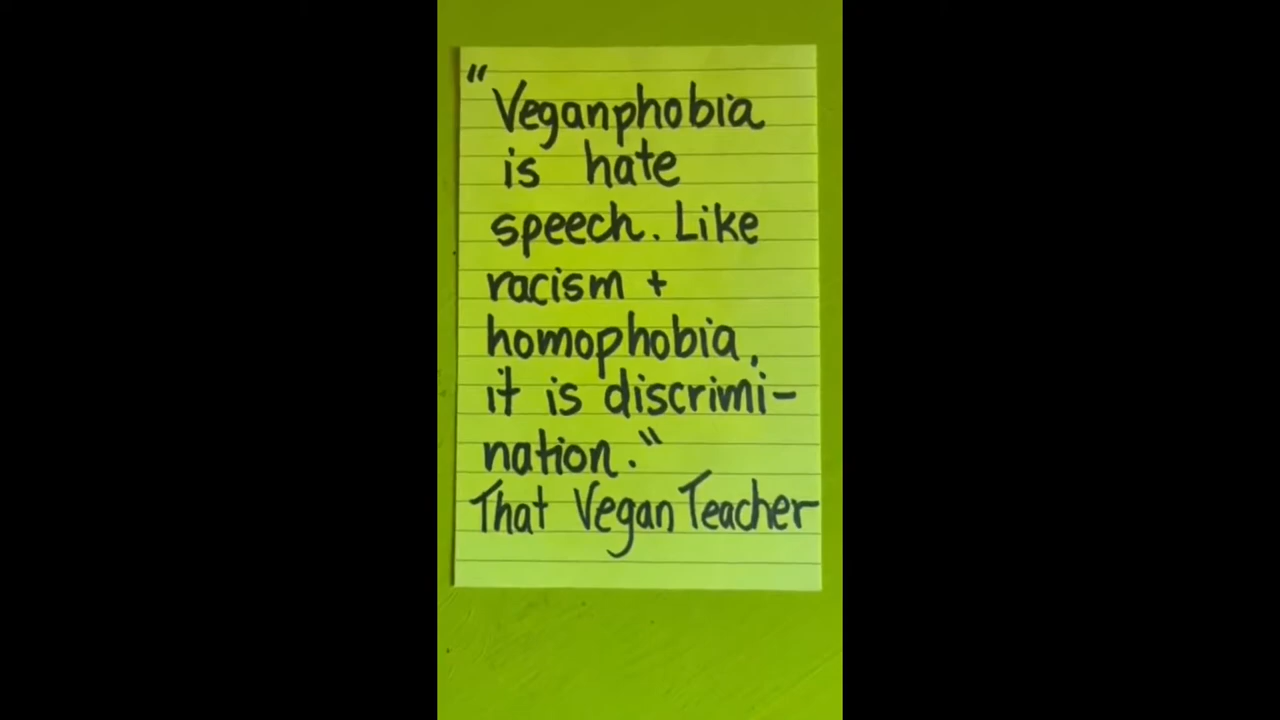 "Veganphobia
is hate
speech. Like
racism +
homophobia,
it is discrimi-
nation."
That Vegan Teacher